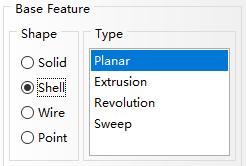 Base Feature
Shape
Solid
Shell
Wire
Point
Type
Planar
Extrusion
Revolution
Sweep